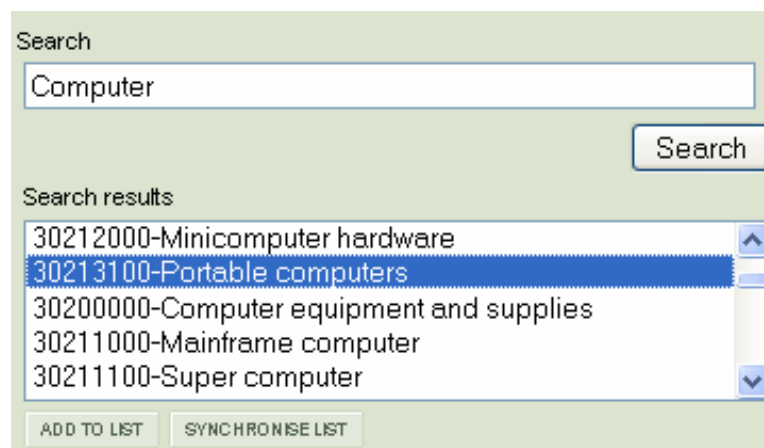 Search
Computer
Search
Search results
30212000-Minicomputer hardware
30213100-Portable computers
30200000-Computer equipment and supplies
30211000-Mainframe computer
30211100-Super computer
ADD TO LIST SYNCHRONISE LIST